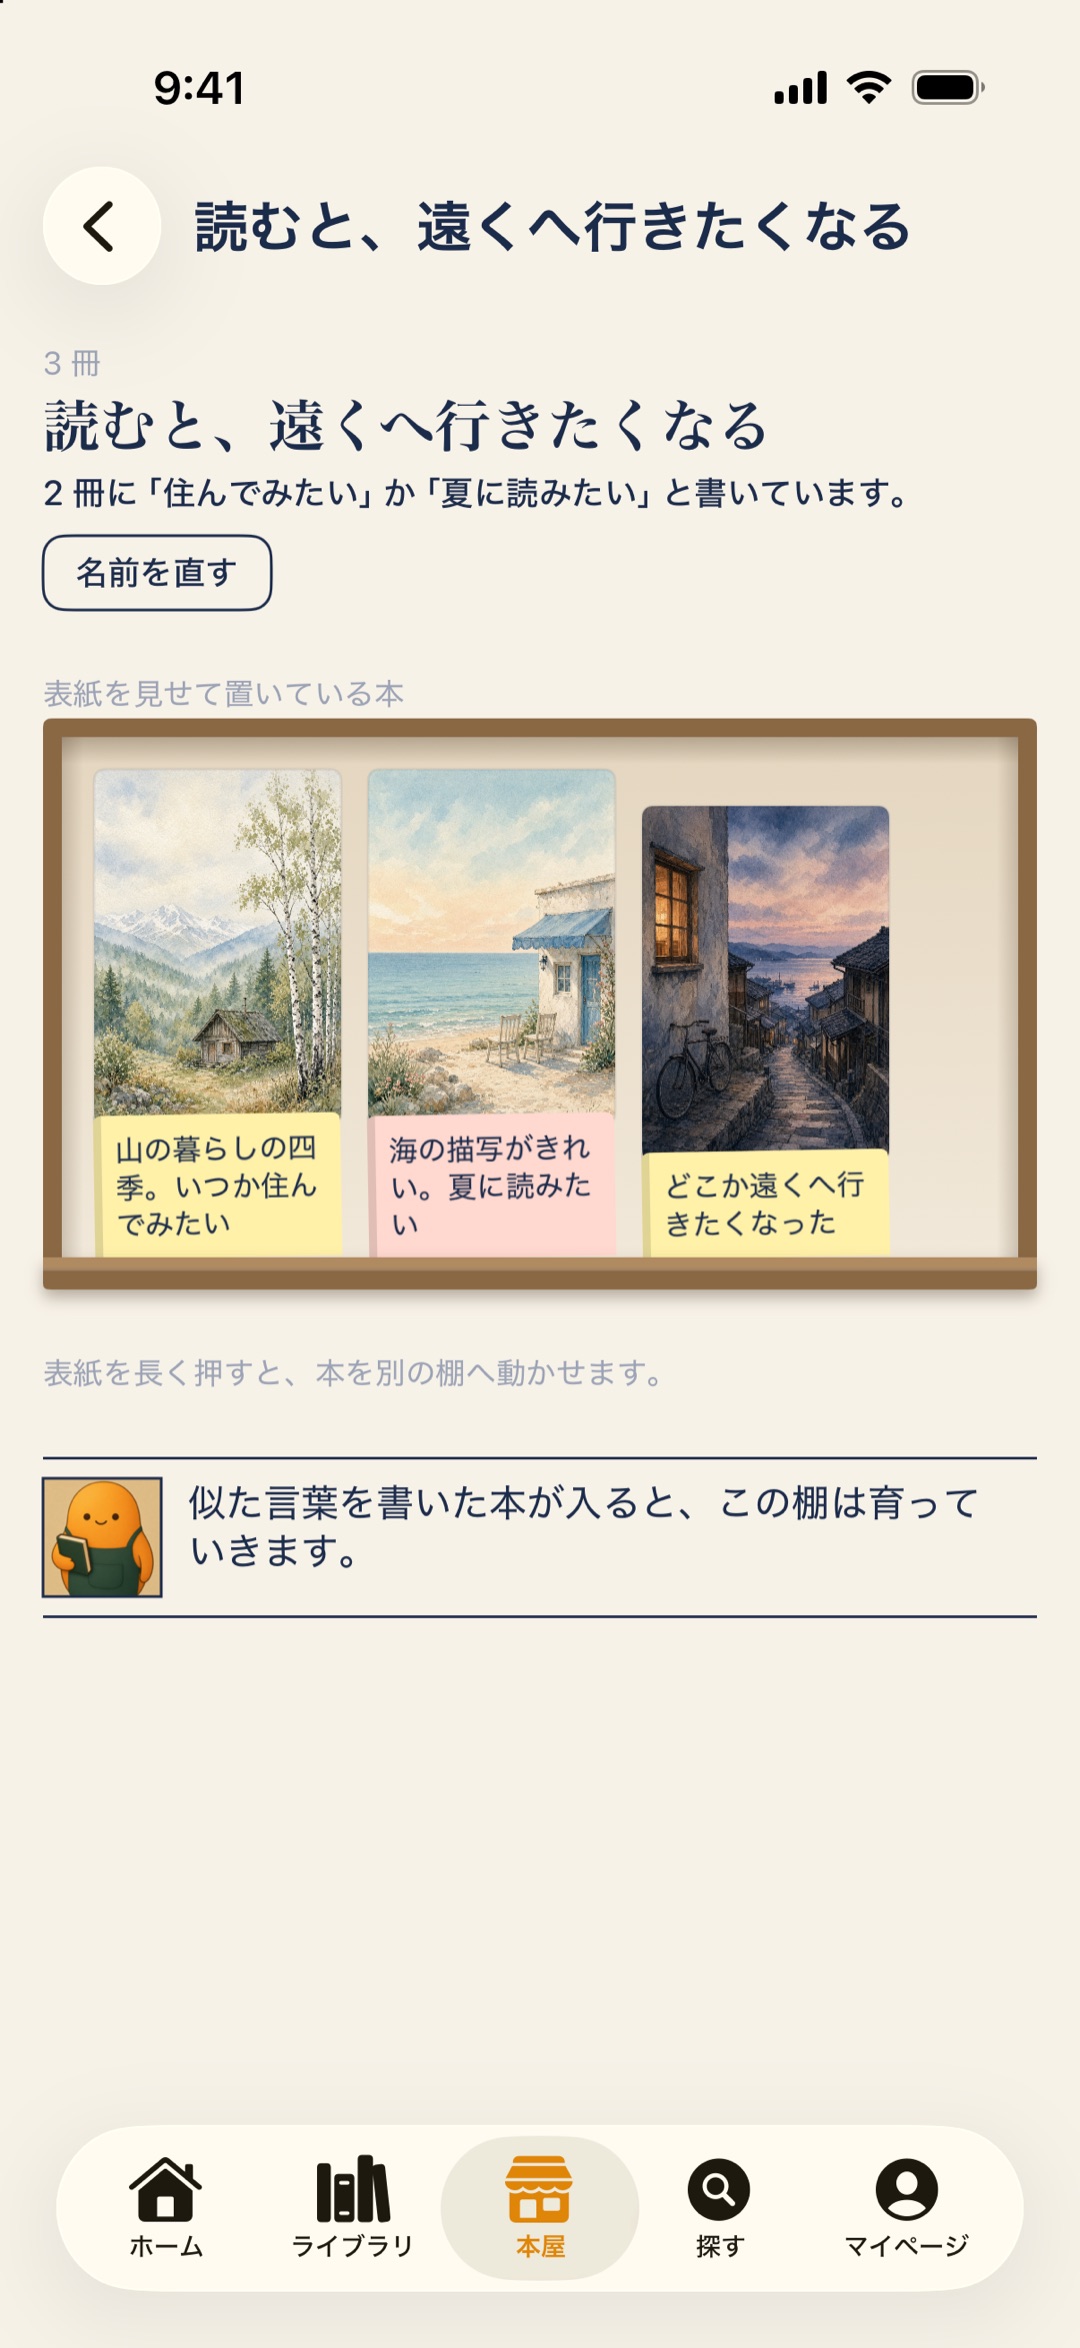 9:41
読むと、遠くへ行きたくなる
3 冊
読むと、遠くへ行きたくなる
2 冊に「住んでみたい」か「夏に読みたい」と書いています。
名前を直す
表紙を見せて置いている本
山の暮らしの四
季。いつか住ん
でみたい
海の描写がきれ
い。夏に読みた
い
どこか遠くへ行
きたくなった
表紙を長く押すと、本を別の棚へ動かせます。
似た言葉を書いた本が入ると、この棚は育って
いきます。
ホーム
ライブラリ
本屋
探す
マイページ